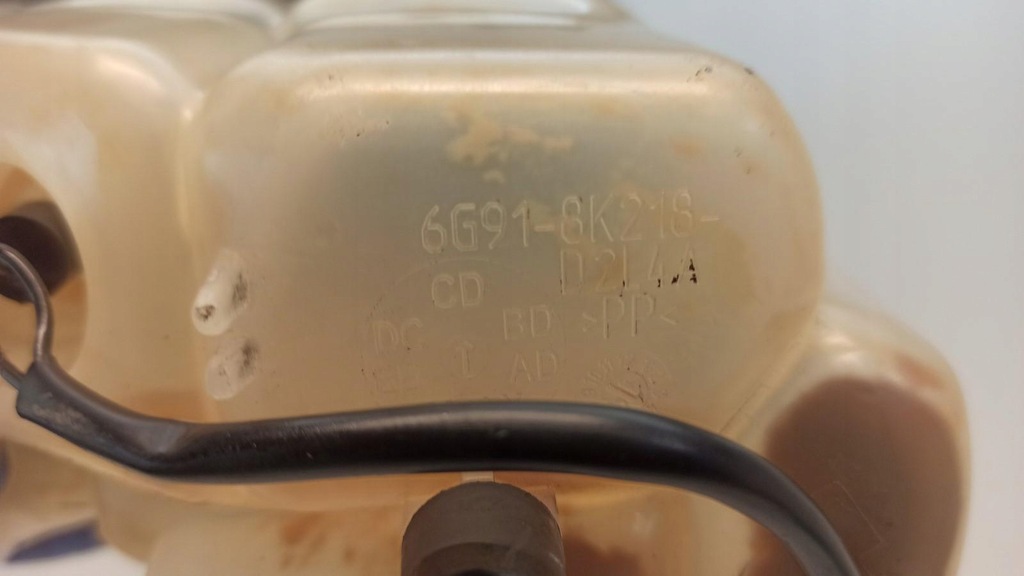 6G91-8K218-
D2L4A
CD
BD >PP<
DC
AD